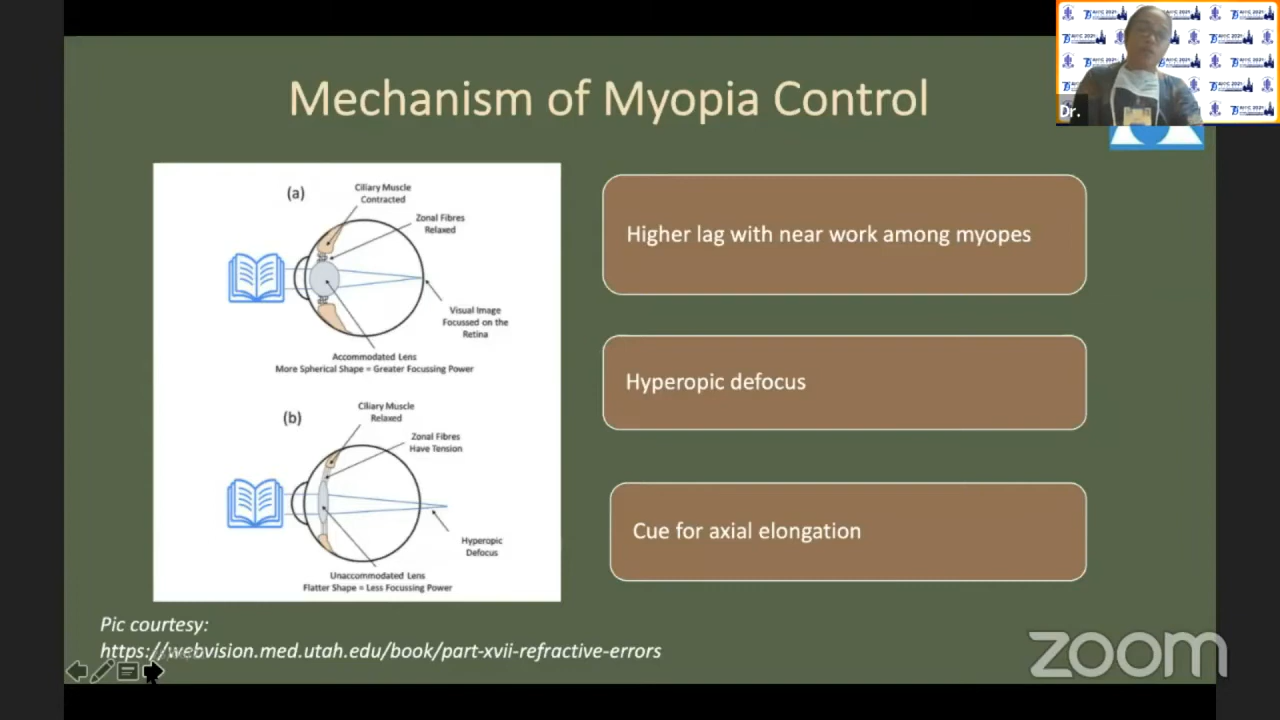 Mechanism of Myopia Control
Dr.
(a)
Ciliary Muscle
Contracted
Zonal Fibres
Relaxed
Visual Image
Focussed on the
Retina
Accommodated Lens
More Spherical Shape = Greater Focussing Power
(b)
Ciliary Muscle
Relaxed
Zonal Fibres
Have Tension
Hyperopic
Defocus
Unaccommodated Lens
Flatter Shape = Less Focussing Power
Higher lag with near work among myopes
Hyperopic defocus
Cue for axial elongation
Pic courtesy:
https://webvision.med.utah.edu/book/part-xvii-refractive-errors
zoom